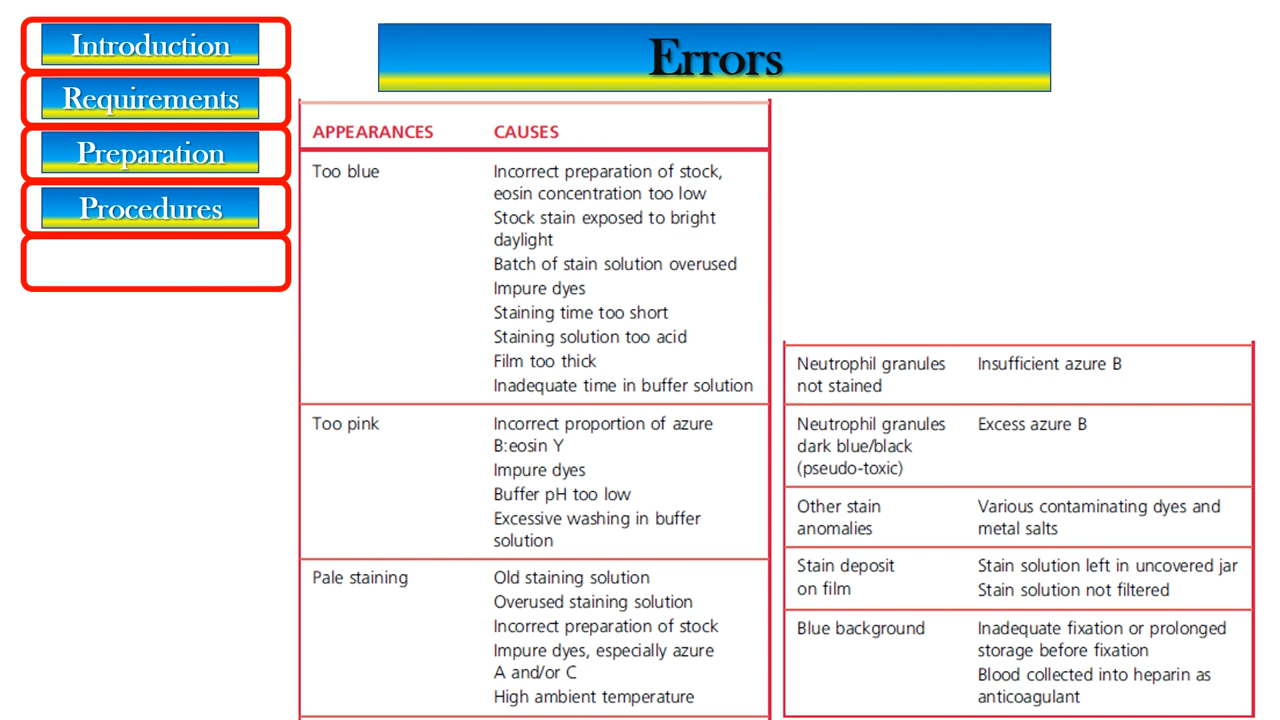 Introduction
Requirements
Preparation
Procedures
Errors
APPEARANCES CAUSES
Too blue Incorrect preparation of stock,
eosin concentration too low
Stock stain exposed to bright
daylight
Batch of stain solution overused
Impure dyes
Staining time too short
Staining solution too acid
Film too thick
Inadequate time in buffer solution
Too pink Incorrect proportion of azure
B:eosin Y
Impure dyes
Buffer pH too low
Excessive washing in buffer
solution
Pale staining Old staining solution
Overused staining solution
Incorrect preparation of stock
Impure dyes, especially azure
A and/or C
High ambient temperature
Neutrophil granules Insufficient azure B
not stained
Neutrophil granules Excess azure B
dark blue/black
(pseudo-toxic)
Other stain Various contaminating dyes and
anomalies metal salts
Stain deposit Stain solution left in uncovered jar
on film Stain solution not filtered
Blue background Inadequate fixation or prolonged
storage before fixation
Blood collected into heparin as
anticoagulant